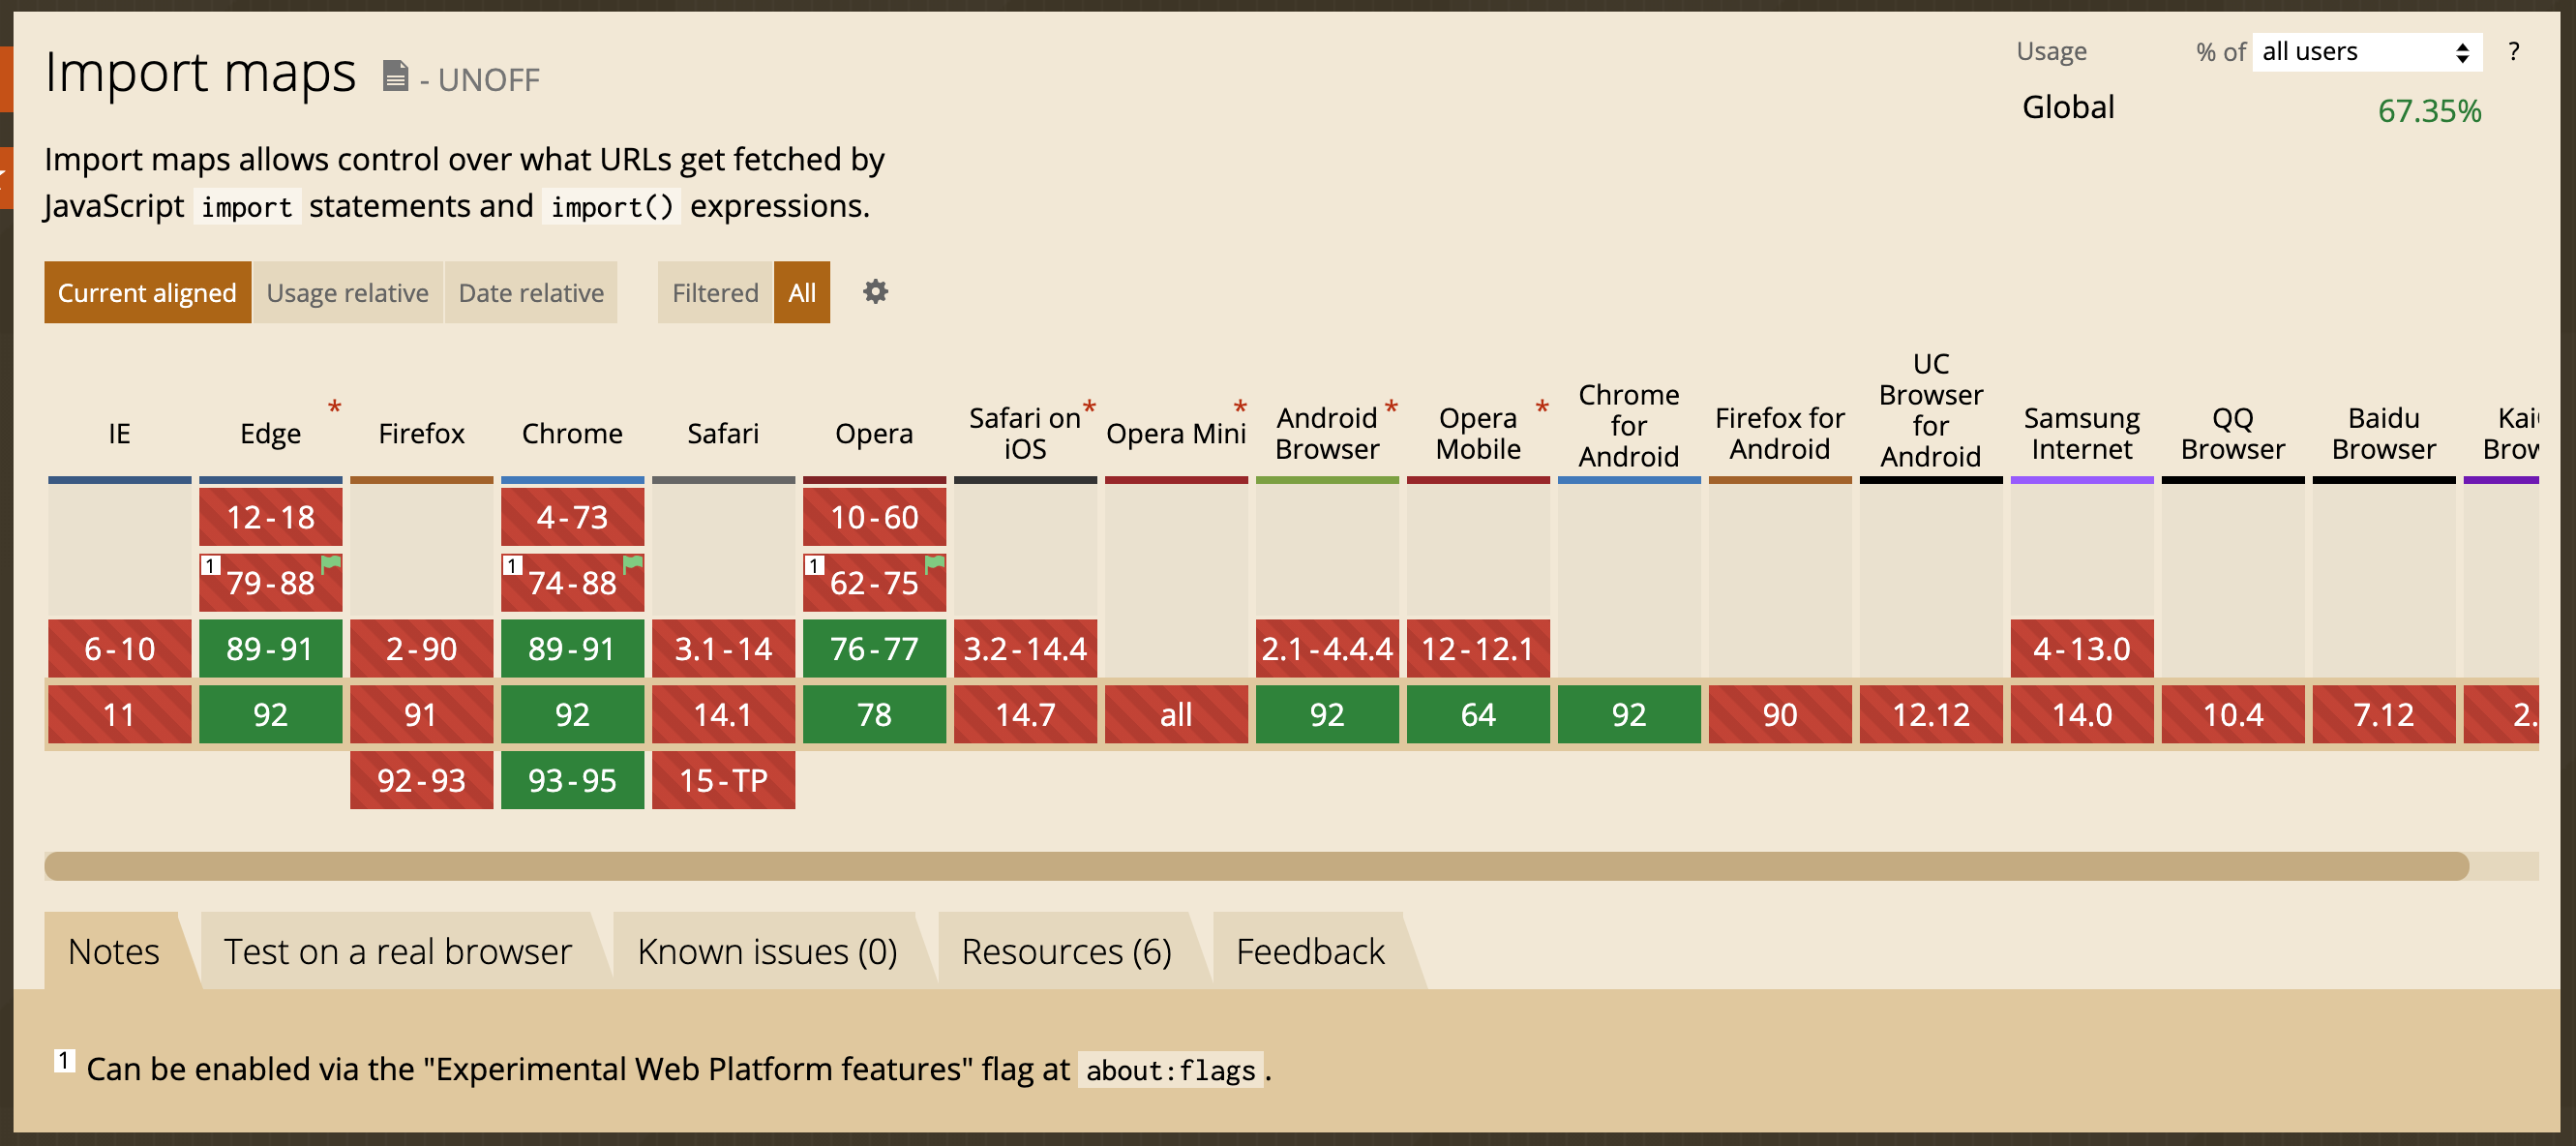 Import maps - UNOFF
Usage % of all users ?
Global 67.35%
Import maps allows control over what URLs get fetched by
JavaScript import statements and import() expressions.
Current aligned Usage relative Date relative Filtered All
IE
Edge *
Firefox
Chrome
Safari
Opera
Safari on *
iOS
Opera Mini *
Android *
Browser
Opera *
Mobile
Chrome
for
Android
Firefox for
Android
UC
Browser
for
Android
Samsung
Internet
QQ
Browser
Baidu
Browser
12-18 4-73 10-60
1 79-88 1 74-88 1 62-75
6-10 89-91 2-90 89-91 3.1-14 76-77 3.2-14.4 2.1-4.4.4 12-12.1 4-13.0
11 92 91 92 14.1 78 14.7 all 92 64 92 90 12.12 14.0 10.4 7.12 2.
92-93 93-95 15-TP
Notes Test on a real browser Known issues (0) Resources (6) Feedback
1 Can be enabled via the "Experimental Web Platform features" flag at about:flags.